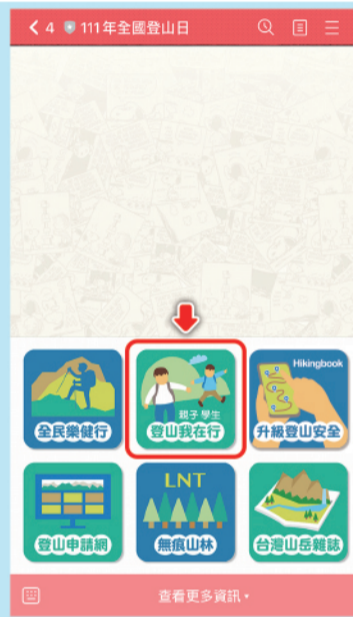 4 111年全國登山日
Hikingbook
親子 學生
全民樂健行 登山我在行 升級登山安全
LNT
登山申請網 無痕山林 台灣山岳雜誌
查看更多資訊